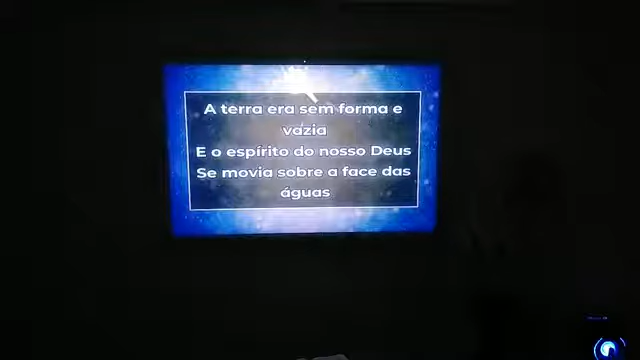 A terra era sem forma e
vazia
E o espírito do nosso Deus
Se movia sobre a face das
águas